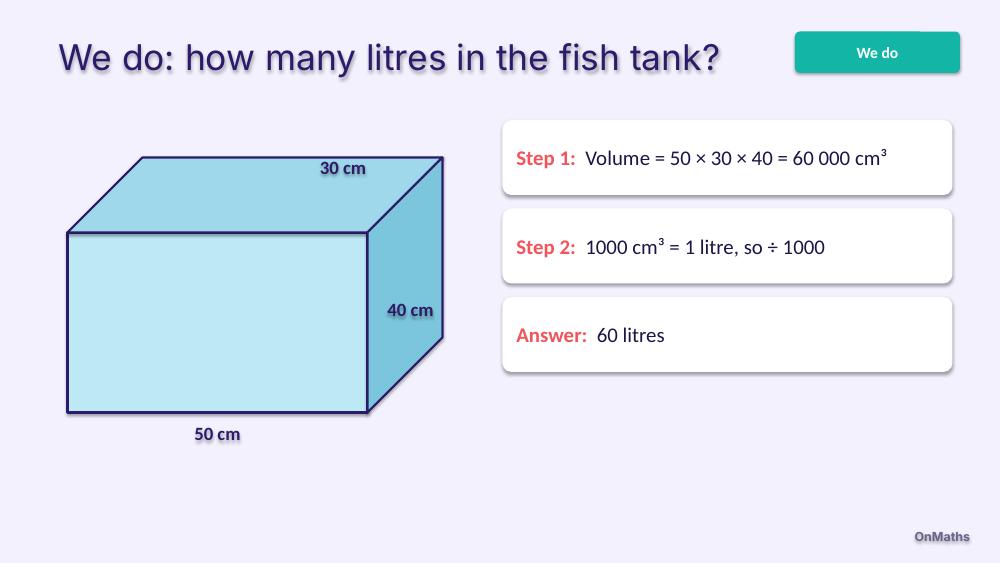 We do: how many litres in the fish tank?
We do
30 cm
40 cm
50 cm
Step 1: Volume = 50 × 30 × 40 = 60 000 cm³
Step 2: 1000 cm³ = 1 litre, so ÷ 1000
Answer: 60 litres
OnMaths